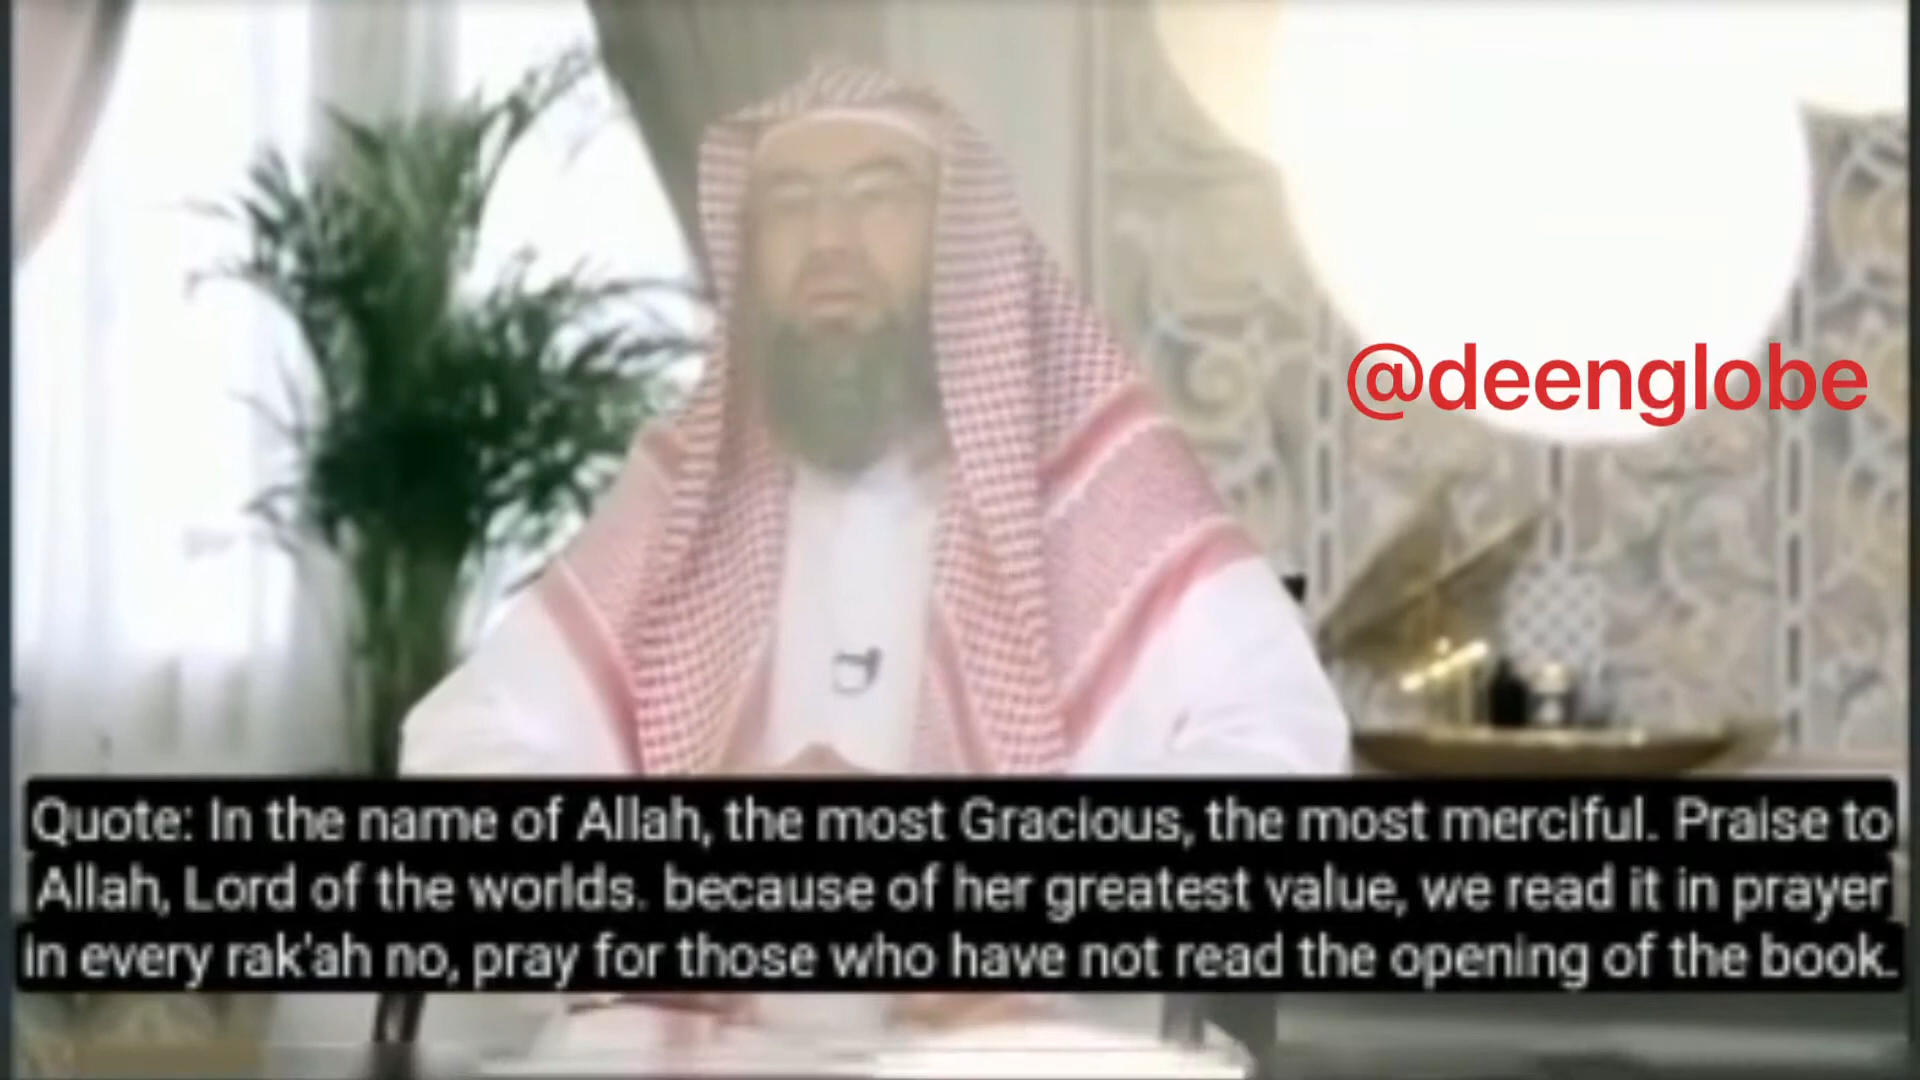 @deenglobe
Quote: In the name of Allah, the most Gracious, the most merciful. Praise to
Allah, Lord of the worlds. because of her greatest value, we read it in prayer
in every rak'ah no, pray for those who have not read the opening of the book.